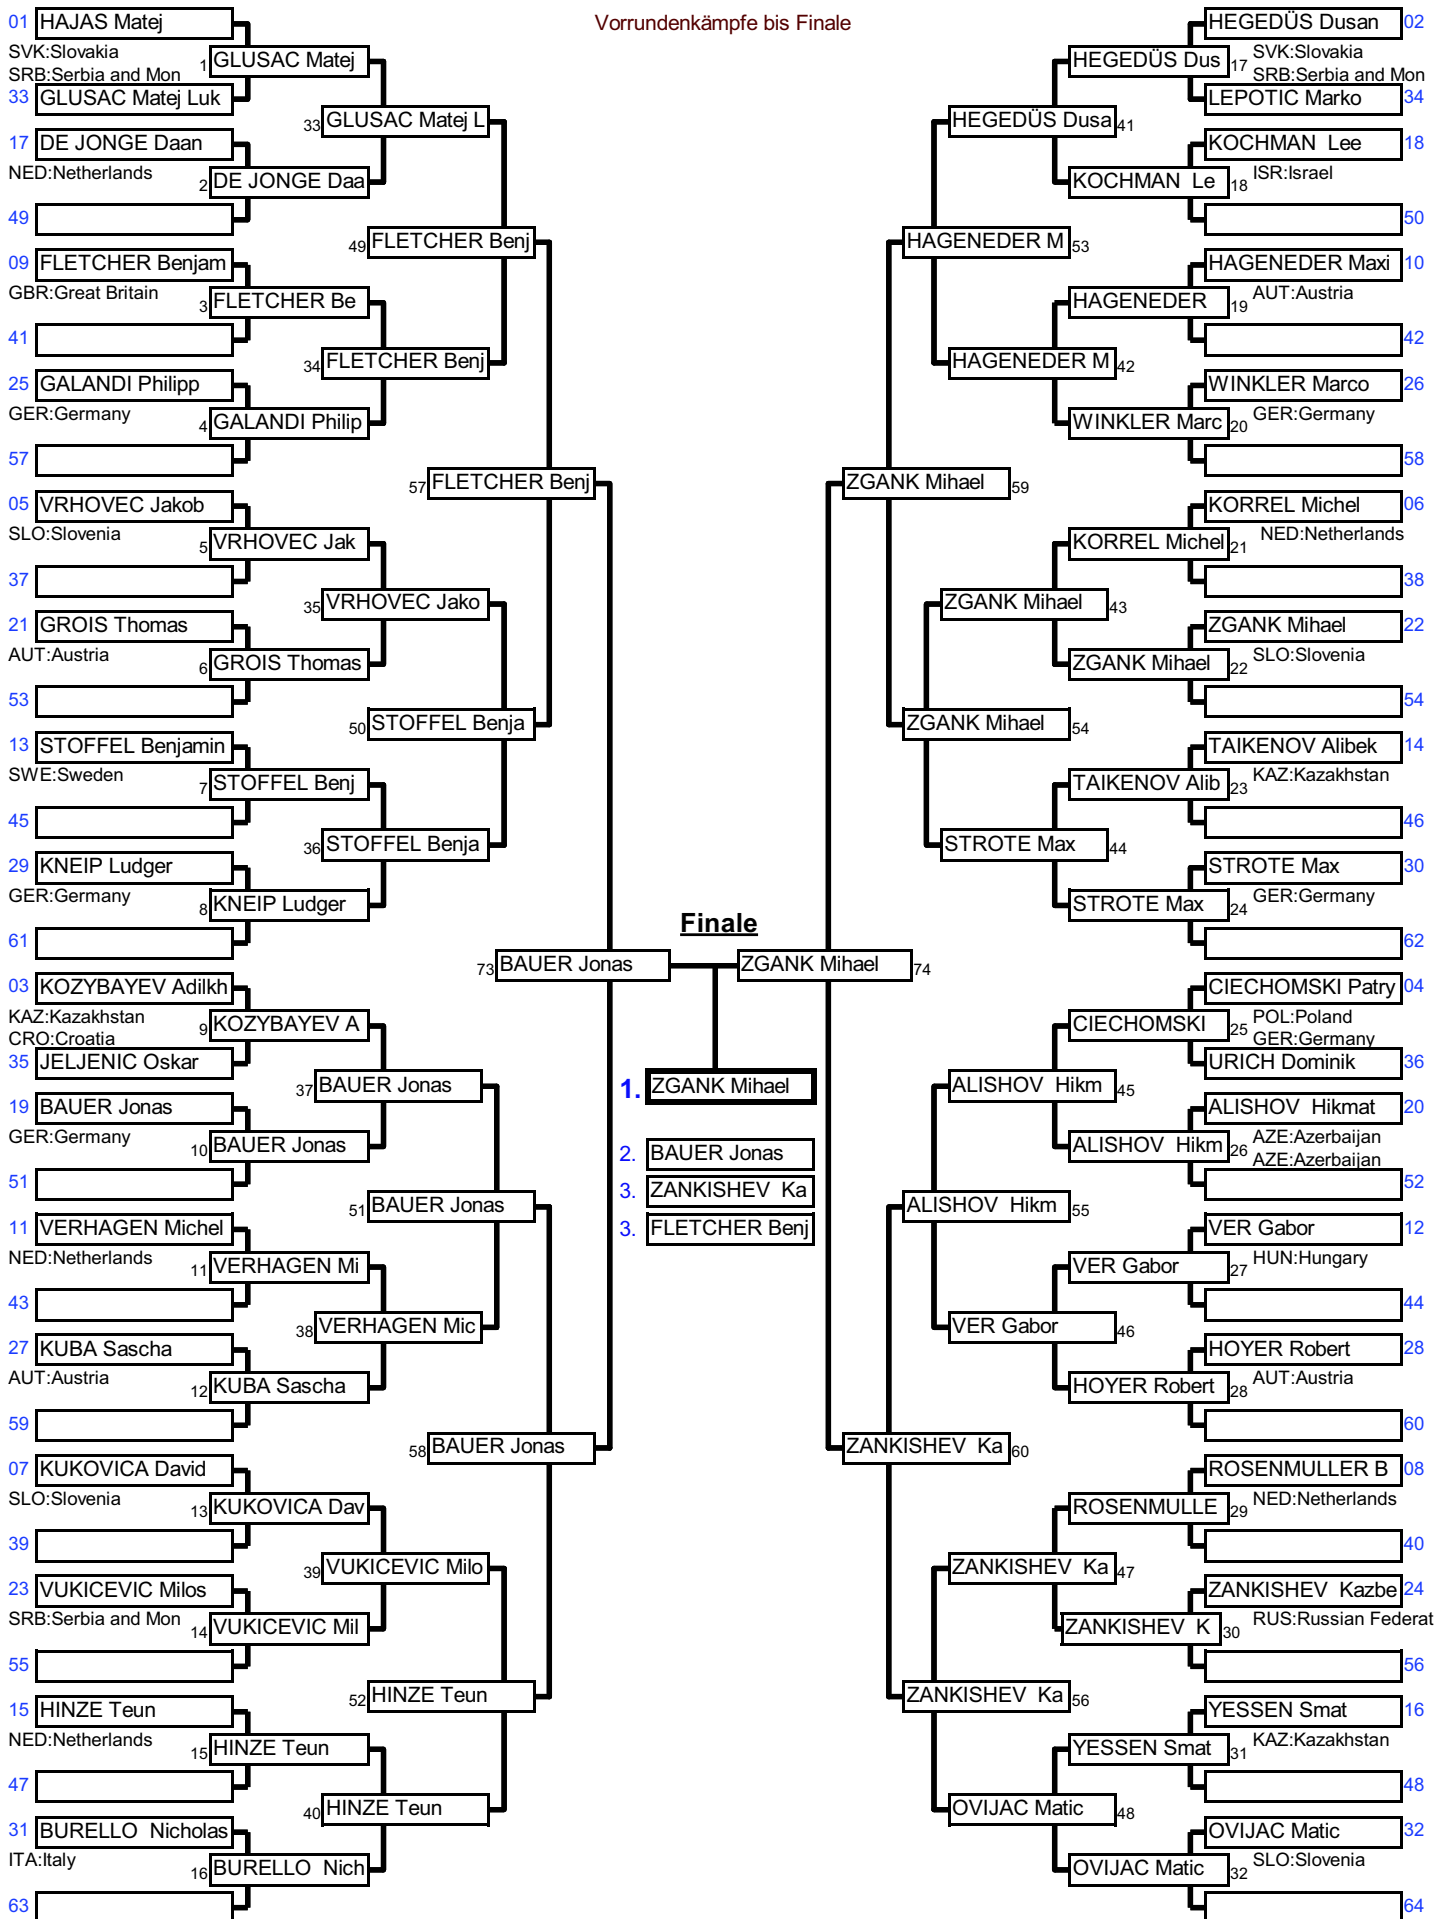 Vorrundenkämpfe bis Finale
01 HAJAS Matej
SVK:Slovakia
SRB:Serbia and Mon
1 GLUSAC Matej
33 GLUSAC Matej Luk
33 GLUSAC Matej L
17 DE JONGE Daan
NED:Netherlands
2 DE JONGE Daa
49
49 FLETCHER Benj
09 FLETCHER Benjam
GBR:Great Britain
3 FLETCHER Be
41
34 FLETCHER Benj
25 GALANDI Philipp
GER:Germany
4 GALANDI Philip
57
57 FLETCHER Benj
05 VRHOVEC Jakob
SLO:Slovenia
5 VRHOVEC Jak
37
35 VRHOVEC Jako
21 GROIS Thomas
AUT:Austria
6 GROIS Thomas
53
50 STOFFEL Benja
13 STOFFEL Benjamin
SWE:Sweden
7 STOFFEL Benj
45
36 STOFFEL Benja
29 KNEIP Ludger
GER:Germany
8 KNEIP Ludger
61
73 BAUER Jonas
03 KOZYBAYEV Adilkh
KAZ:Kazakhstan
CRO:Croatia
9 KOZYBAYEV A
35 JELJENIC Oskar
37 BAUER Jonas
19 BAUER Jonas
GER:Germany
10 BAUER Jonas
51
51 BAUER Jonas
11 VERHAGEN Michel
NED:Netherlands
11 VERHAGEN Mi
43
38 VERHAGEN Mic
27 KUBA Sascha
AUT:Austria
12 KUBA Sascha
59
58 BAUER Jonas
07 KUKOVICA David
SLO:Slovenia
13 KUKOVICA Dav
39
39 VUKICEVIC Milo
23 VUKICEVIC Milos
SRB:Serbia and Mon
14 VUKICEVIC Mil
55
52 HINZE Teun
15 HINZE Teun
NED:Netherlands
15 HINZE Teun
47
40 HINZE Teun
31 BURELLO Nicholas
ITA:Italy
16 BURELLO Nich
63
Finale
1. ZGANK Mihael
2. BAUER Jonas
3. ZANKISHEV Ka
3. FLETCHER Benj
HEGEDÜS Dusan 02
SVK:Slovakia
SRB:Serbia and Mon
HEGEDÜS Dus 17
LEPOTIC Marko 34
HEGEDÜS Dusa 41
KOCHMAN Lee 18
ISR:Israel
KOCHMAN Le 18
50
HAGENEDER M 53
HAGENEDER Maxi 10
AUT:Austria
HAGENEDER 19
42
HAGENEDER M 42
WINKLER Marco 26
GER:Germany
WINKLER Marc 20
58
ZGANK Mihael 59
KORREL Michel 06
NED:Netherlands
KORREL Michel 21
38
ZGANK Mihael 43
ZGANK Mihael 22
SLO:Slovenia
ZGANK Mihael 22
54
ZGANK Mihael 54
TAIKENOV Alibek 14
KAZ:Kazakhstan
TAIKENOV Alib 23
46
STROTE Max 44
STROTE Max 30
GER:Germany
STROTE Max 24
62
ZGANK Mihael 74
CIECHOMSKI Patry 04
POL:Poland
GER:Germany
CIECHOMSKI 25
URICH Dominik 36
ALISHOV Hikm 45
ALISHOV Hikmat 20
AZE:Azerbaijan
AZE:Azerbaijan
ALISHOV Hikm 26
52
ALISHOV Hikm 55
VER Gabor 12
HUN:Hungary
VER Gabor 27
44
VER Gabor 46
HOYER Robert 28
AUT:Austria
HOYER Robert 28
60
ZANKISHEV Ka 60
ROSENMULLER B 08
NED:Netherlands
ROSENMULLE 29
40
ZANKISHEV Ka 47
ZANKISHEV Kazbe 24
RUS:Russian Federat
ZANKISHEV K 30
56
ZANKISHEV Ka 56
YESSEN Smat 16
KAZ:Kazakhstan
YESSEN Smat 31
48
OVIJAC Matic 48
OVIJAC Matic 32
SLO:Slovenia
OVIJAC Matic 32
64